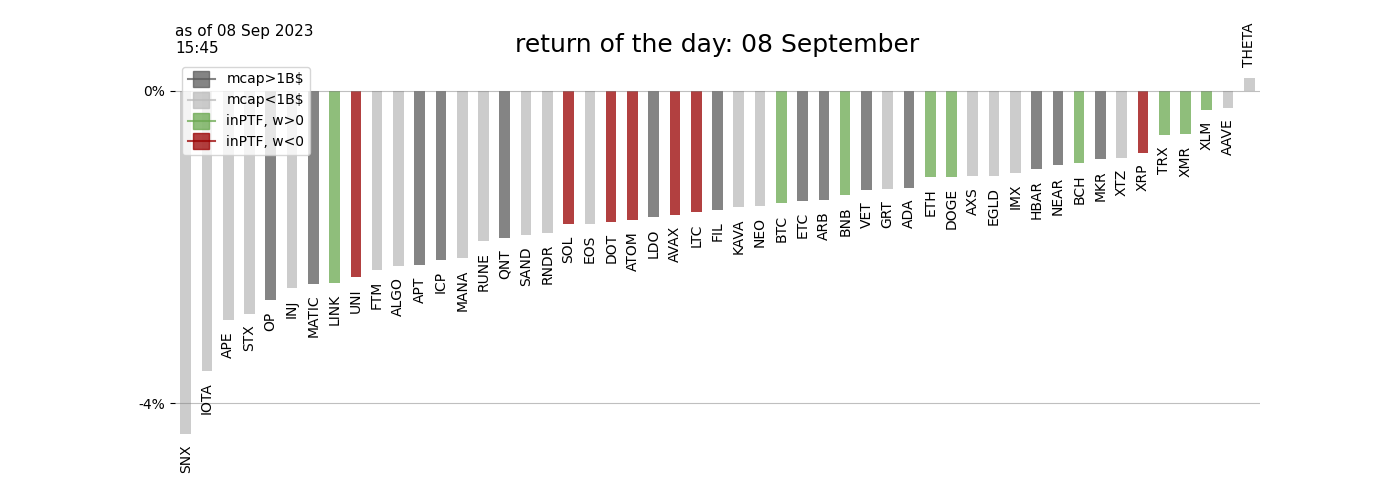 as of 08 Sep 2023
15:45
return of the day: 08 September
mcap>1B$
mcap<1B$
inPTF, w>0
inPTF, w<0
0%
-4%
SNX
IOTA
APE
STX
OP
INJ
MATIC
LINK
UNI
FTM
ALGO
APT
ICP
MANA
RUNE
QNT
SAND
RNDR
SOL
EOS
DOT
ATOM
LDO
AVAX
LTC
FIL
KAVA
NEO
BTC
ETC
ARB
BNB
VET
GRT
ADA
ETH
DOGE
AXS
EGLD
IMX
HBAR
NEAR
BCH
MKR
XTZ
XRP
TRX
XMR
XLM
AAVE
THETA